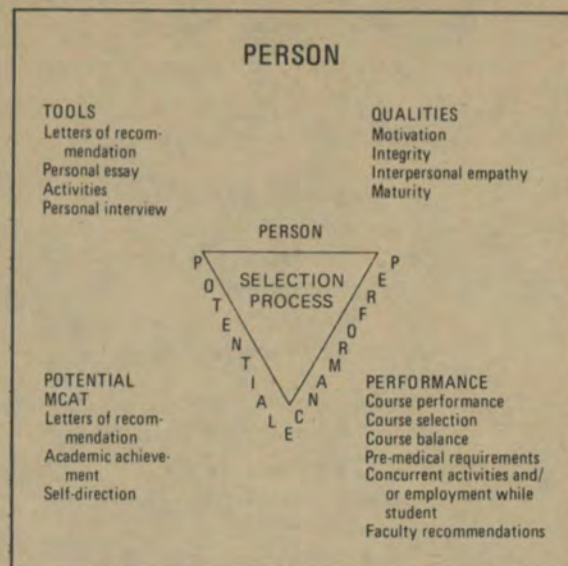 PERSON
TOOLS
Letters of recom-
mendation
Personal essay
Activities
Personal interview
QUALITIES
Motivation
Integrity
Interpersonal empathy
Maturity
PERSON
SELECTION
PROCESS
POTENTIAL
PERFORMANCE
POTENTIAL
MCAT
Letters of recom-
mendation
Academic achieve-
ment
Self-direction
PERFORMANCE
Course performance
Course selection
Course balance
Pre-medical requirements
Concurrent activities and/
or employment while
student
Faculty recommendations